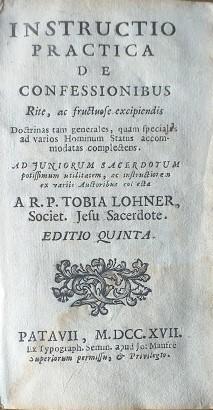 INSTRUCTIO
PRACTICA
DE
CONFESSIONIBUS
Rite, ac fructuose excipiendis
Doctrinas tam generales, quam speciales
ad varios Hominum Status accom-
modatas complectens.
AD JUNIORUM SACERDOTUM
potissimum utilitatem, ac instructionem
ex variis Auctoribus collecta
A R. P. TOBIA LOHNER,
Societ. Jesu Sacerdote.
EDITIO QUINTA.
PATAVII, M.DCC.XVII.
Ex Typograph. Semin. apud Jo: Manfrè
Superiorum permissu, & Privilegio.